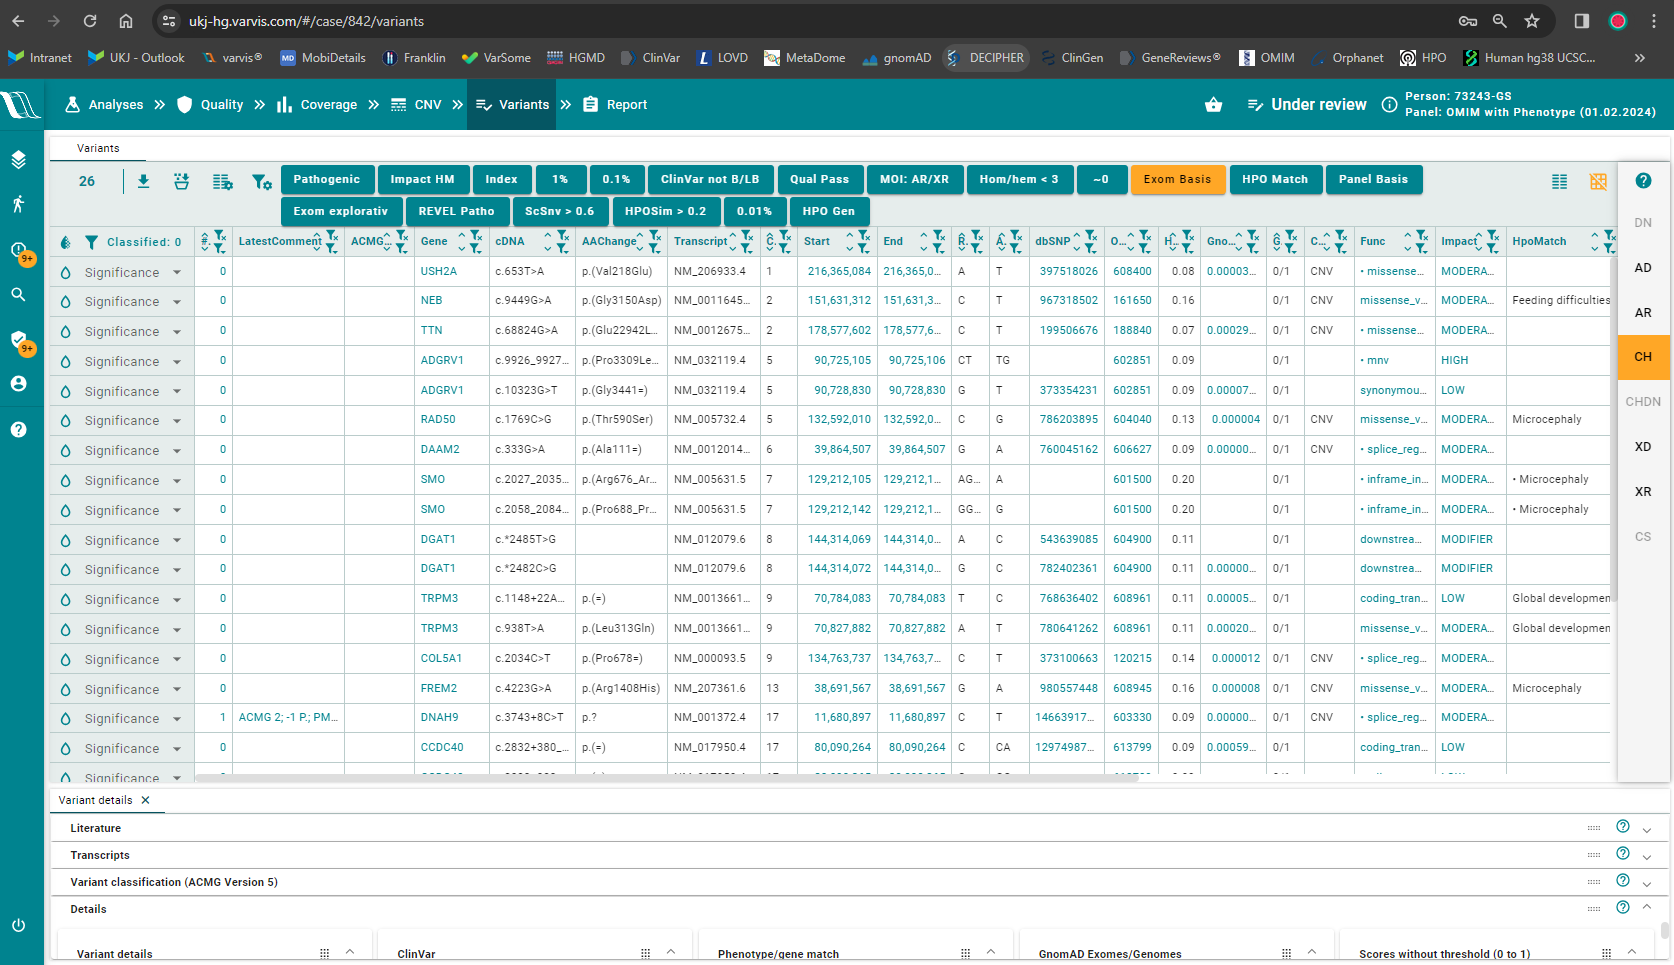 ukj-hg.varvis.com/#/case/842/variants
Intranet UKJ - Outlook varvis® MD MobiDetails Franklin VarSome HGMD ClinVar L LOVD MetaDome gnomAD DECIPHER ClinGen GeneReviews® OMIM Orphanet HPO Human hg38 UCSC... »
Analyses Quality Coverage CNV Variants Report Under review Person: 73243-GS
Panel: OMIM with Phenotype (01.02.2024)
Variants
26 Pathogenic Impact HM Index 1% 0.1% ClinVar not B/LB Qual Pass MOI: AR/XR Hom/hem < 3 ~0 Exom Basis HPO Match Panel Basis
Exom explorativ REVEL Patho ScSnv > 0.6 HPOSim > 0.2 0.01% HPO Gen
Classified: 0 #. LatestComment ACMG... Gene cDNA AAChange Transcript C. Start End R. A. dbSNP O... H. Gno... G. C... Func Impact HpoMatch
Significance 0 USH2A c.653T>A p.(Val218Glu) NM_206933.4 1 216,365,084 216,365,0... A T 397518026 608400 0.08 0.00003... 0/1 CNV • missense... MODERA...
Significance 0 NEB c.9449G>A p.(Gly3150Asp) NM_0011645... 2 151,631,312 151,631,3... C T 967318502 161650 0.16 0/1 CNV missense_v... MODERA... Feeding difficulties
Significance 0 TTN c.68824G>A p.(Glu22942L... NM_0012675... 2 178,577,602 178,577,6... C T 199506676 188840 0.07 0.00029... 0/1 CNV • missense... MODERA...
Significance 0 ADGRV1 c.9926_9927... p.(Pro3309Le... NM_032119.4 5 90,725,105 90,725,106 CT TG 602851 0.09 0/1 • mnv HIGH
Significance 0 ADGRV1 c.10323G>T p.(Gly3441=) NM_032119.4 5 90,728,830 90,728,830 G T 373354231 602851 0.09 0.00007... 0/1 synonymou... LOW
Significance 0 RAD50 c.1769C>G p.(Thr590Ser) NM_005732.4 5 132,592,010 132,592,0... C G 786203895 604040 0.13 0.000004 0/1 CNV missense_v... MODERA... Microcephaly
Significance 0 DAAM2 c.333G>A p.(Ala111=) NM_0012014... 6 39,864,507 39,864,507 G A 760045162 606627 0.09 0.00000... 0/1 CNV • splice_reg... MODERA...
Significance 0 SMO c.2027_2035... p.(Arg676_Ar... NM_005631.5 7 129,212,105 129,212,1... AG... A 601500 0.20 0/1 • inframe_in... MODERA... • Microcephaly
Significance 0 SMO c.2058_2084... p.(Pro688_Pr... NM_005631.5 7 129,212,142 129,212,1... GG... G 601500 0.20 0/1 • inframe_in... MODERA... • Microcephaly
Significance 0 DGAT1 c.*2485T>G NM_012079.6 8 144,314,069 144,314,0... A C 543639085 604900 0.11 0/1 downstrea... MODIFIER
Significance 0 DGAT1 c.*2482C>G NM_012079.6 8 144,314,072 144,314,0... G C 782402361 604900 0.11 0.00000... 0/1 downstrea... MODIFIER
Significance 0 TRPM3 c.1148+22A... p.(=) NM_0013661... 9 70,784,083 70,784,083 T C 768636402 608961 0.11 0.00005... 0/1 coding_tran... LOW Global developmen
Significance 0 TRPM3 c.938T>A p.(Leu313Gln) NM_0013661... 9 70,827,882 70,827,882 A T 780641262 608961 0.11 0.00020... 0/1 missense_v... MODERA... Global developmen
Significance 0 COL5A1 c.2034C>T p.(Pro678=) NM_000093.5 9 134,763,737 134,763,7... C T 373100663 120215 0.14 0.000012 0/1 CNV • splice_reg... MODERA...
Significance 0 FREM2 c.4223G>A p.(Arg1408His) NM_207361.6 13 38,691,567 38,691,567 G A 980557448 608945 0.16 0.000008 0/1 CNV missense_v... MODERA... Microcephaly
Significance 1 ACMG 2; -1 P.; PM... DNAH9 c.3743+8C>T p.? NM_001372.4 17 11,680,897 11,680,897 C T 14663917... 603330 0.09 0.00000... 0/1 CNV • splice_reg... MODERA...
Significance 0 CCDC40 c.2832+380_... p.(=) NM_017950.4 17 80,090,264 80,090,264 C CA 12974987... 613799 0.09 0.00059... 0/1 coding_tran... LOW
Significance
DN
AD
AR
CH
CHDN
XD
XR
CS
9+
9+
Variant details
Literature
Transcripts
Variant classification (ACMG Version 5)
Details
Variant details ClinVar Phenotype/gene match GnomAD Exomes/Genomes Scores without threshold (0 to 1)